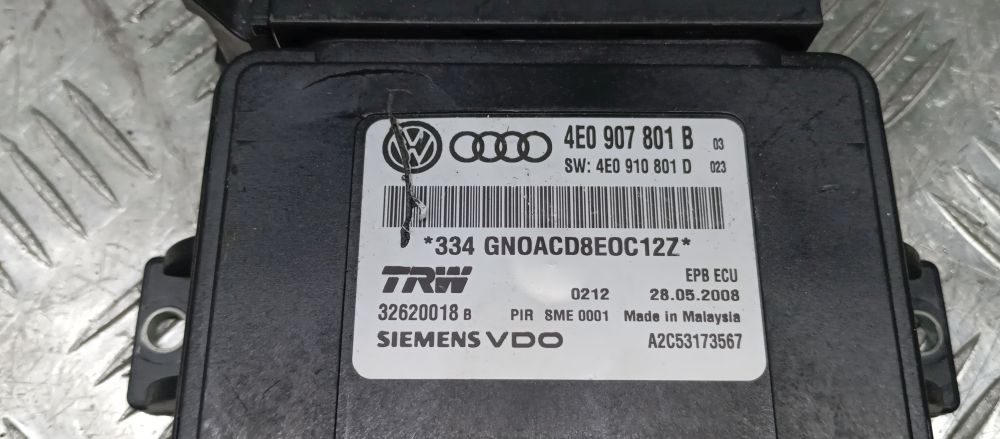 4E0 907 801 B 03
SW: 4E0 910 801 D 023
*334 GN0ACD8E0C12Z*
TRW
EPB ECU
0212 28.05.2008
32620018 B PIR SME 0001 Made in Malaysia
SIEMENS VDO A2C53173567